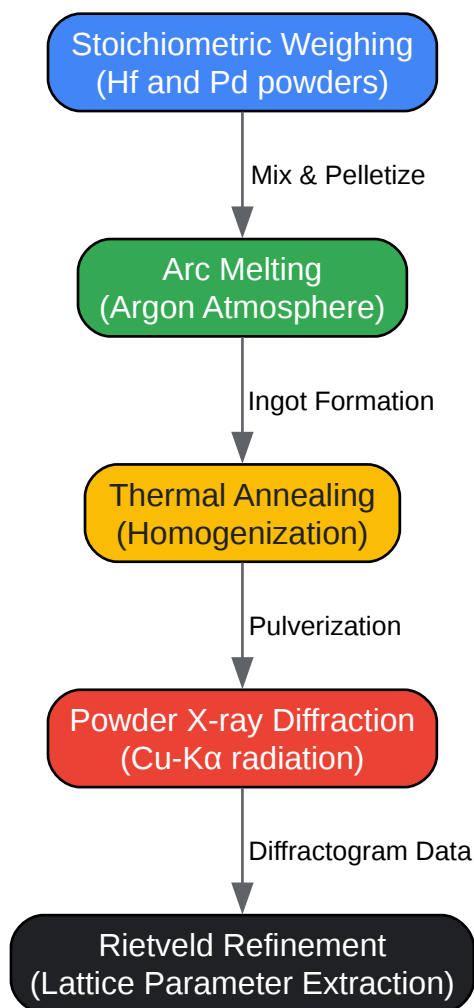 Stoichiometric Weighing
(Hf and Pd powders)
Mix & Pelletize
Arc Melting
(Argon Atmosphere)
Ingot Formation
Thermal Annealing
(Homogenization)
Pulverization
Powder X-ray Diffraction
(Cu-Kα radiation)
Diffractogram Data
Rietveld Refinement
(Lattice Parameter Extraction)